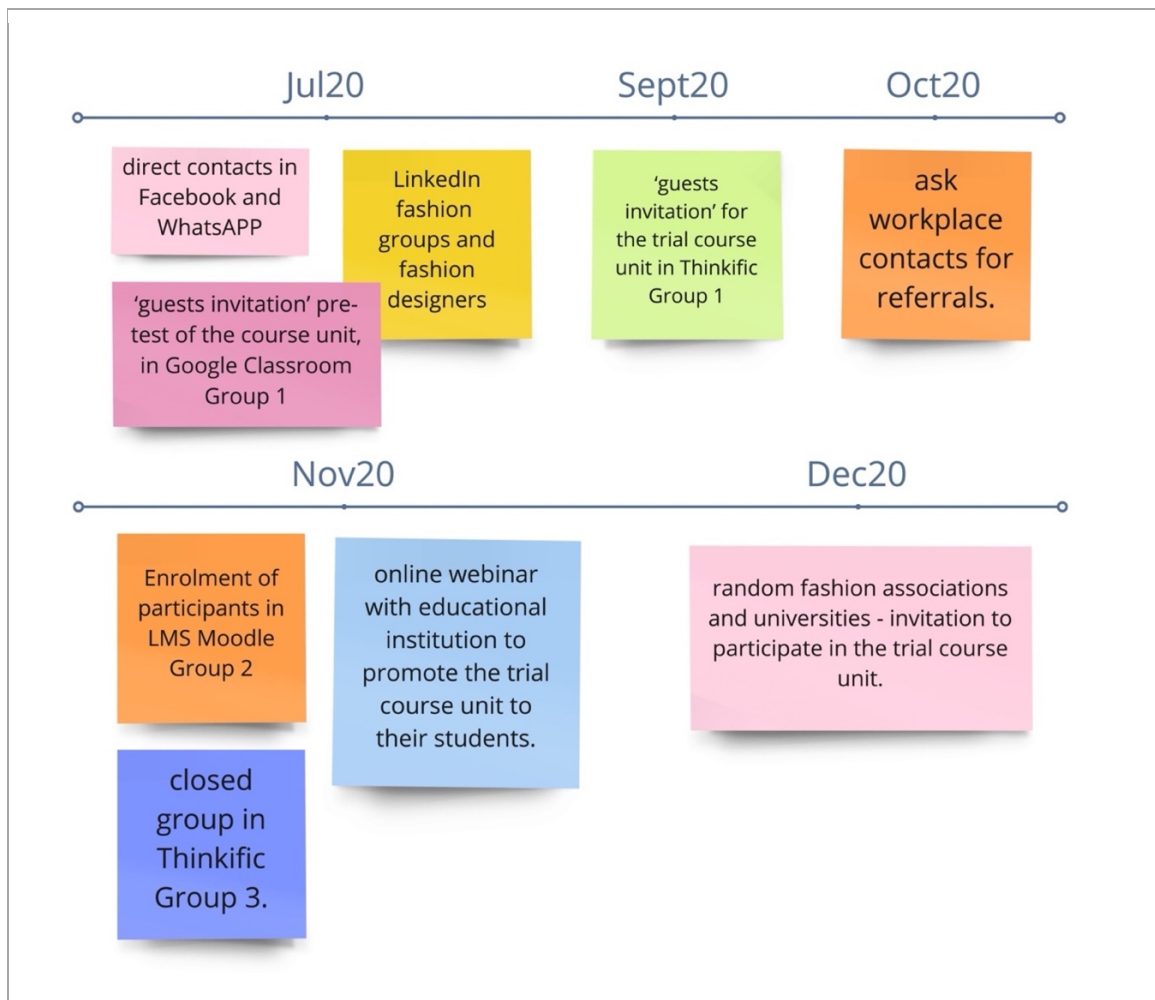 Jul20
Sept20
Oct20
direct contacts in
Facebook and
WhatsAPP
LinkedIn
fashion
groups and
fashion
designers
‘guests
invitation’ for
the trial course
unit in Thinkific
Group 1
ask
workplace
contacts for
referrals.
‘guests invitation’ pre-
test of the course unit,
in Google Classroom
Group 1
Nov20
Dec20
Enrolment of
participants in
LMS Moodle
Group 2
online webinar
with educational
institution to
promote the trial
course unit to
their students.
random fashion associations
and universities - invitation to
participate in the trial course
unit.
closed
group in
Thinkific
Group 3.